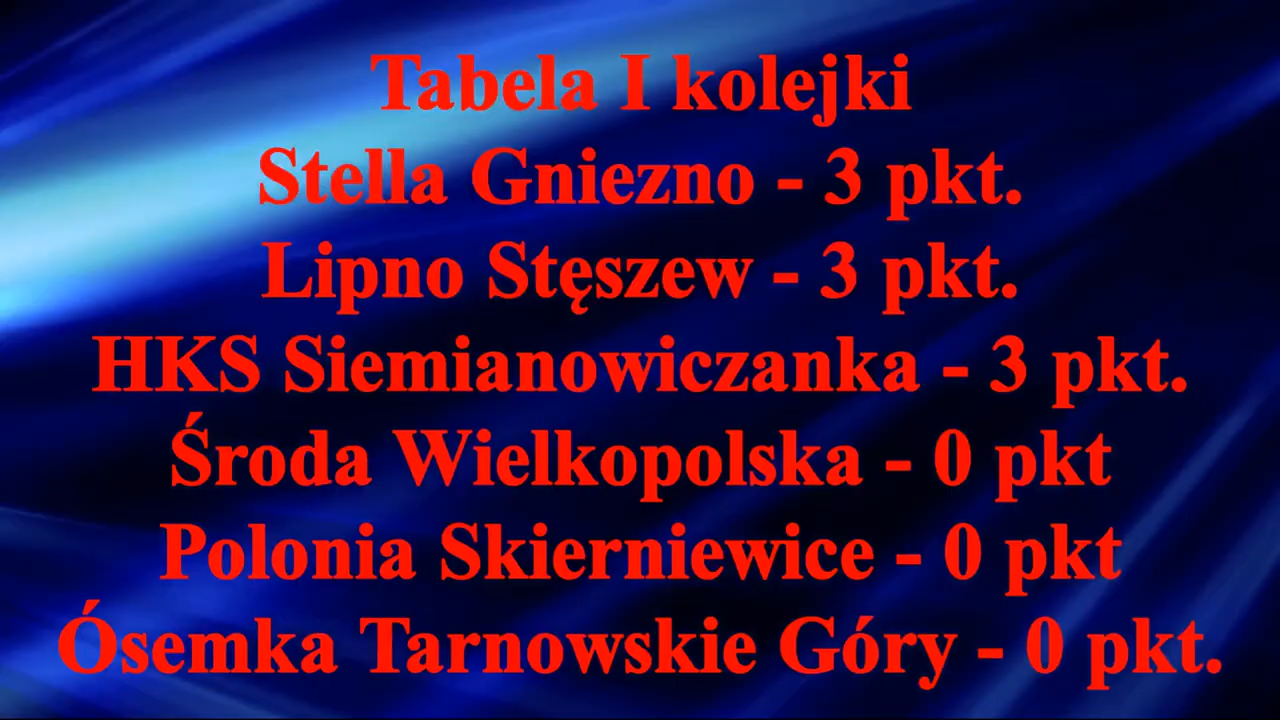 Tabela I kolejki
Stella Gniezno - 3 pkt.
Lipno Stęszew - 3 pkt.
HKS Siemianowiczanka - 3 pkt.
Środa Wielkopolska - 0 pkt
Polonia Skierniewice - 0 pkt
Ósemka Tarnowskie Góry - 0 pkt.